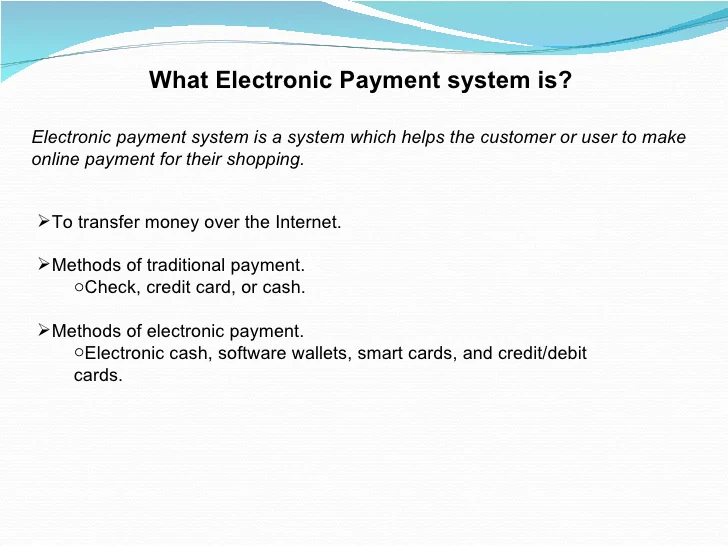 What Electronic Payment system is?
Electronic payment system is a system which helps the customer or user to make
online payment for their shopping.
➢To transfer money over the Internet.
➢Methods of traditional payment.
oCheck, credit card, or cash.
➢Methods of electronic payment.
oElectronic cash, software wallets, smart cards, and credit/debit
cards.